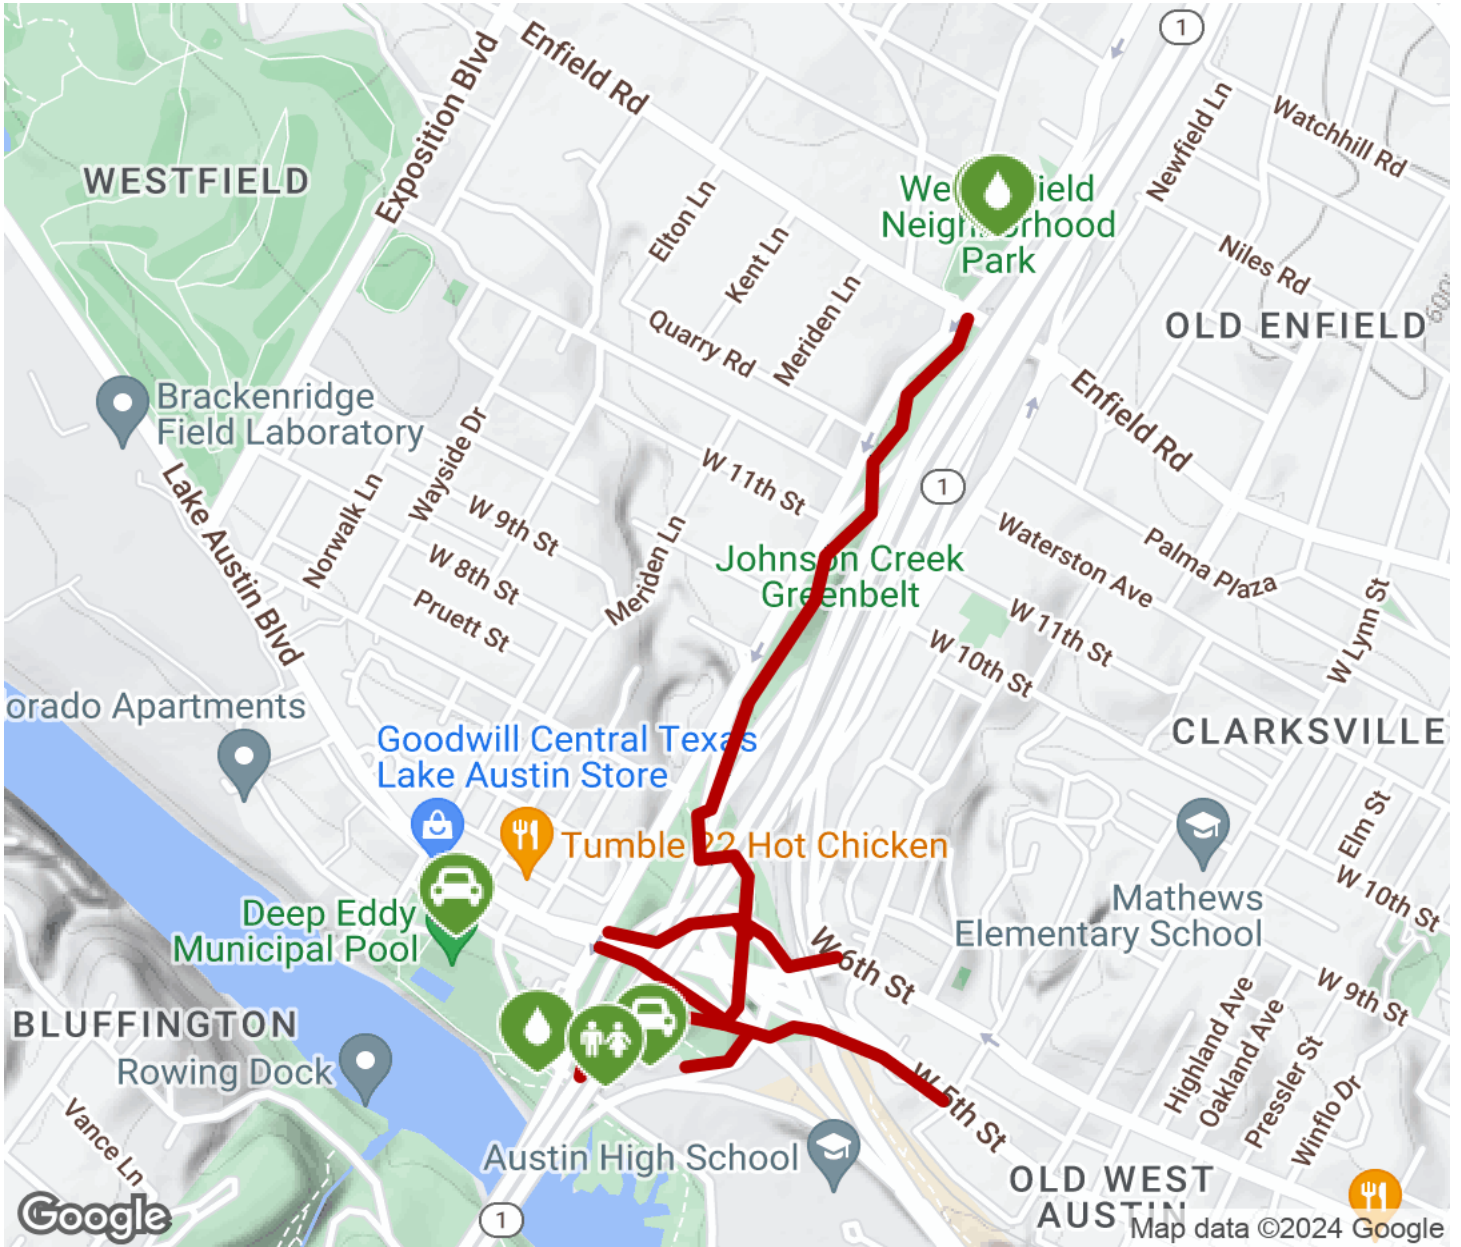 1
Enfield Rd
Exposition Blvd
Newfield Ln
Watchhill Rd
WESTFIELD
Elton Ln
Kent Ln
Meriden Ln
Park
Niles Rd
600'
OLD ENFIELD
Quarry Rd
Brackenridge
Field Laboratory
Enfield Rd
Wayside Dr
W 11th St
1
Norwalk Ln
Lake Austin Blvd
W 9th St
W 8th St
Pruett St
Meriden Ln
Johnson Creek
Greenbelt
Waterston Ave
Palma Plaza
W 11th St
W 10th St
W Lynn St
orado Apartments
Goodwill Central Texas
Lake Austin Store
CLARKSVILLE
Tumble 22 Hot Chicken
Elm St
Mathews
Elementary School
W 10th St
Deep Eddy
Municipal Pool
W 6th St
W 9th St
BLUFFINGTON
Rowing Dock
Highland Ave
Oakland Ave
Pressler St
Winflo Dr
Vance Ln
W 5th St
Austin High School
OLD WEST
AUSTIN
1
Google
Map data ©2024 Google